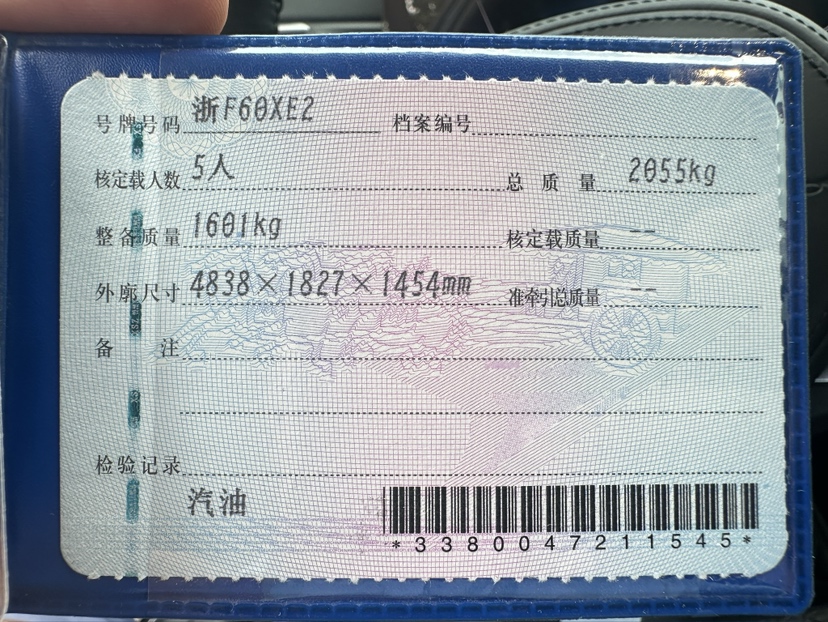 号牌号码 浙F60XE2 档案编号
核定载人数 5人 总质量 2055kg
整备质量 1601kg 核定载质量 --
外廓尺寸 4838×1827×1454mm 准牵引总质量 --
备注
检验记录
汽油
*3380047211545*